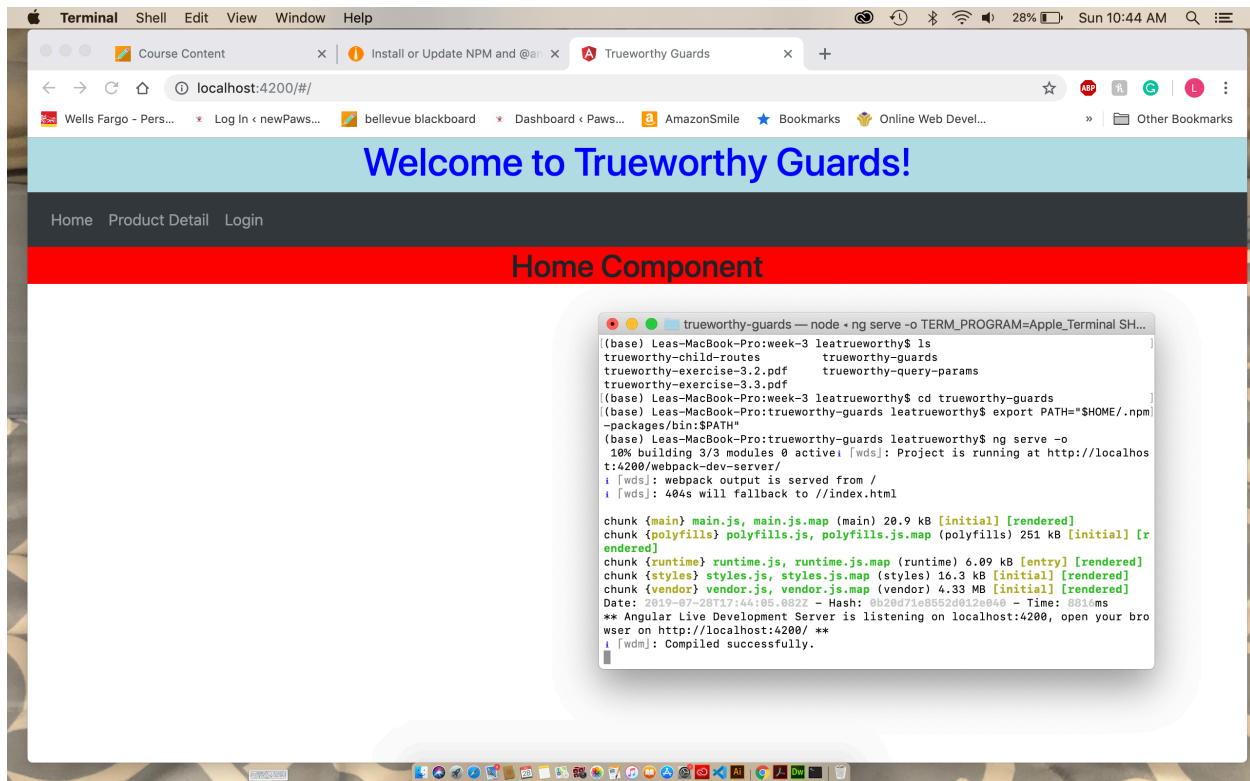 Terminal Shell Edit View Window Help 28% Sun 10:44 AM
Course Content Install or Update NPM and @an Trueworthy Guards
localhost:4200/#/ ABP L
Wells Fargo - Pers... Log In ‹ newPaws... bellevue blackboard Dashboard ‹ Paws... AmazonSmile Bookmarks Online Web Devel... » Other Bookmarks
Welcome to Trueworthy Guards!
Home Product Detail Login
Home Component
trueworthy-guards — node ◂ ng serve -o TERM_PROGRAM=Apple_Terminal SH...
[(base) Leas-MacBook-Pro:week-3 leatrueworthy$ ls ]
trueworthy-child-routes trueworthy-guards
trueworthy-exercise-3.2.pdf trueworthy-query-params
trueworthy-exercise-3.3.pdf
[(base) Leas-MacBook-Pro:week-3 leatrueworthy$ cd trueworthy-guards ]
[(base) Leas-MacBook-Pro:trueworthy-guards leatrueworthy$ export PATH="$HOME/.npm]
-packages/bin:$PATH"
(base) Leas-MacBook-Pro:trueworthy-guards leatrueworthy$ ng serve -o
10% building 3/3 modules 0 activeℹ ｢wds｣: Project is running at http://localhos
t:4200/webpack-dev-server/
ℹ ｢wds｣: webpack output is served from /
ℹ ｢wds｣: 404s will fallback to //index.html
chunk {main} main.js, main.js.map (main) 20.9 kB [initial] [rendered]
chunk {polyfills} polyfills.js, polyfills.js.map (polyfills) 251 kB [initial] [r
endered]
chunk {runtime} runtime.js, runtime.js.map (runtime) 6.09 kB [entry] [rendered]
chunk {styles} styles.js, styles.js.map (styles) 16.3 kB [initial] [rendered]
chunk {vendor} vendor.js, vendor.js.map (vendor) 4.33 MB [initial] [rendered]
Date: 2019-07-28T17:44:05.082Z - Hash: 0b20d71e8552d012e040 - Time: 8816ms
** Angular Live Development Server is listening on localhost:4200, open your bro
wser on http://localhost:4200/ **
ℹ ｢wdm｣: Compiled successfully.
Ai Dw